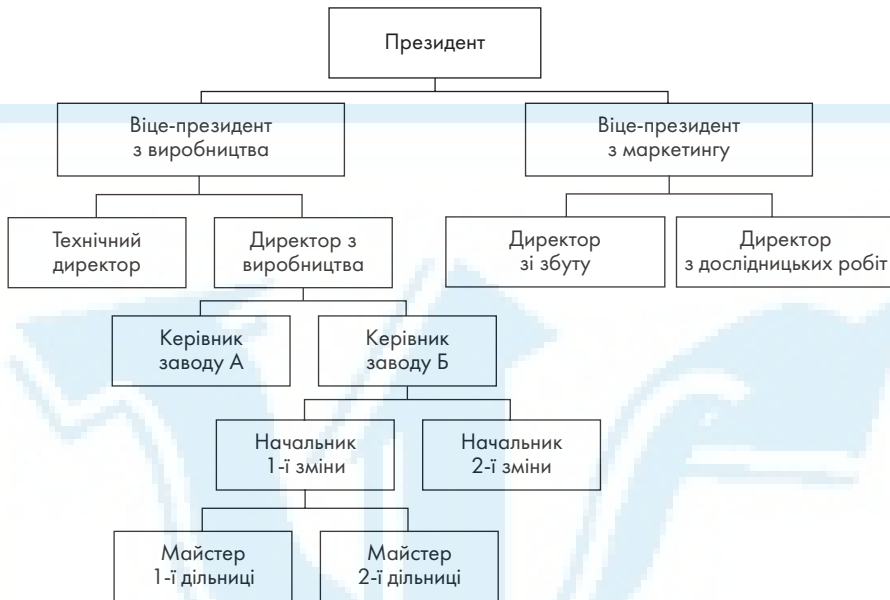 Президент
Віце-президент
з виробництва
Віце-президент
з маркетингу
Технічний
директор
Директор з
виробництва
Директор
зі збуту
Директор
з дослідницьких робіт
Керівник
заводу А
Керівник
заводу Б
Начальник
1-ї зміни
Начальник
2-ї зміни
Майстер
1-ї дільниці
Майстер
2-ї дільниці